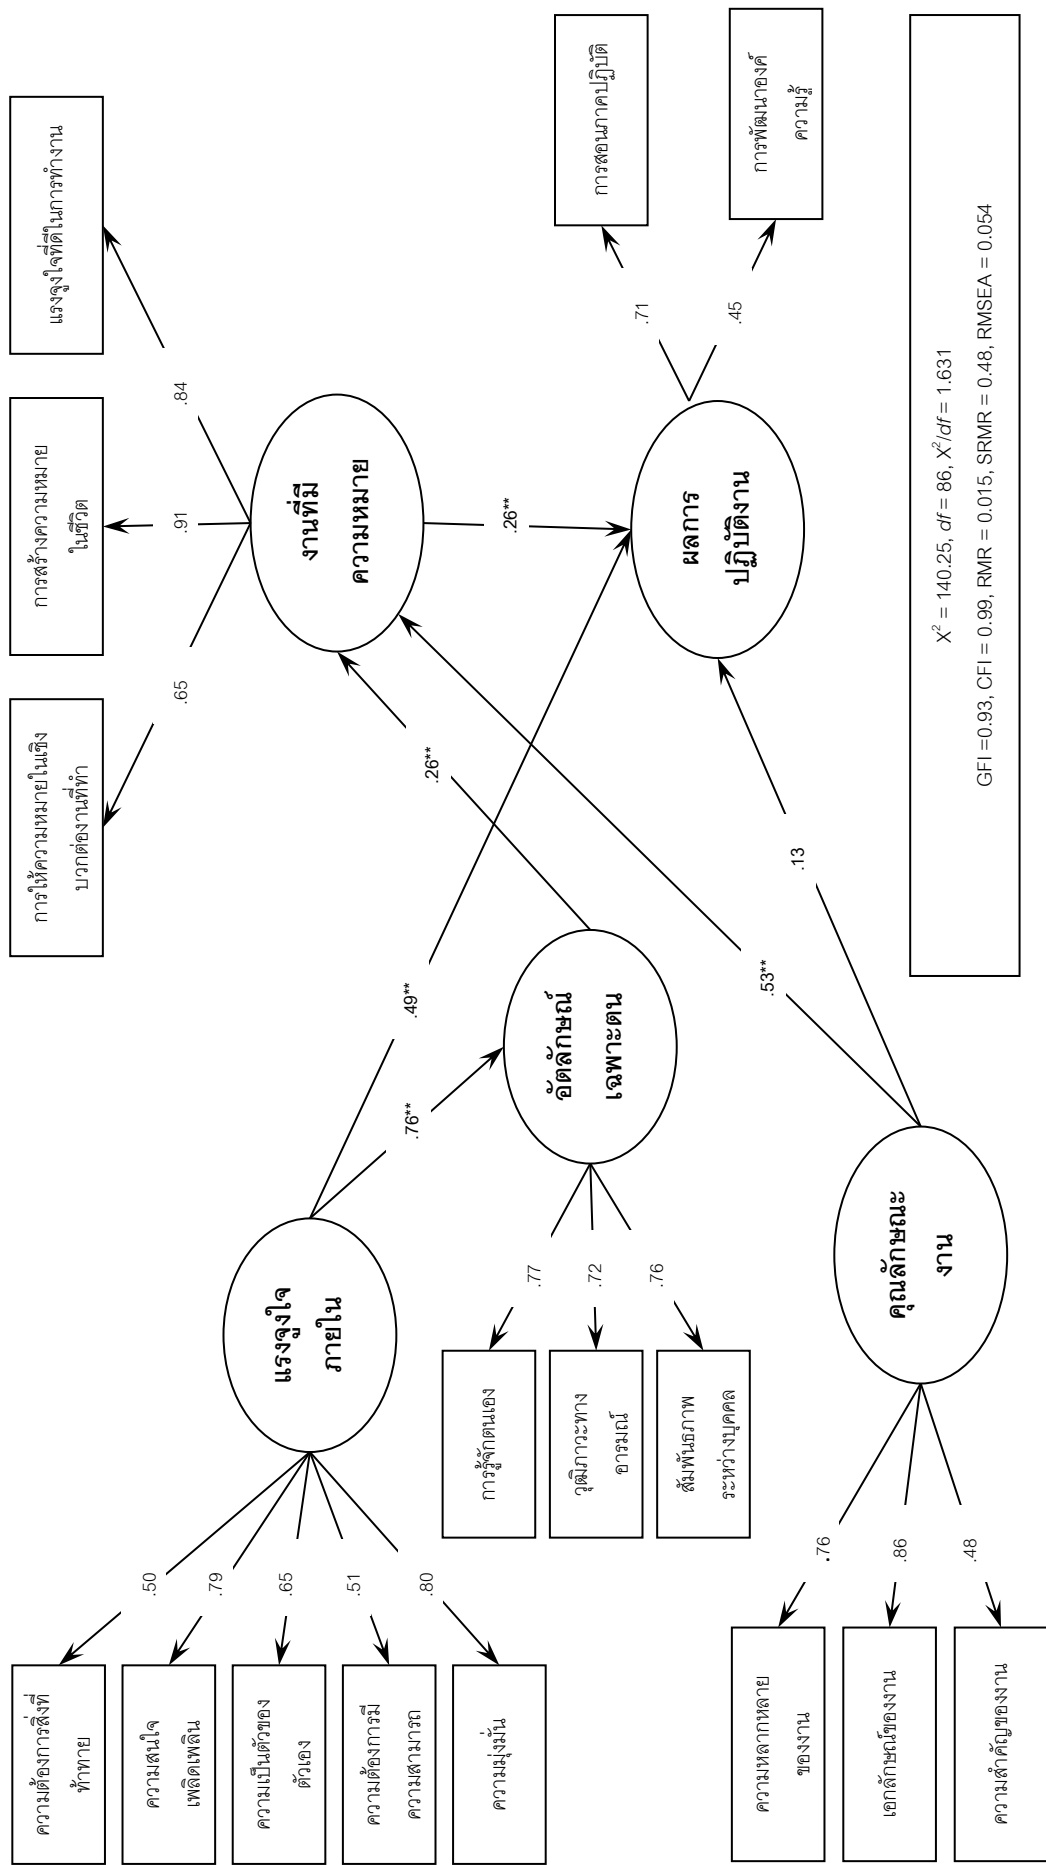 ความต้องการสิ่งที่
ท้าทาย
ความสนใจ
เพลิดเพลิน
ความเป็นตัวของ
ตัวเอง
ความต้องการมี
ความสามารถ
ความมุ่งมั่น
.50
.79
.65
.51
.80
แรงจูงใจ
ภายใน
การให้ความหมายในเชิง
บวกต่องานที่ทำ
การสร้างความหมาย
ในชีวิต
แรงจูงใจที่ดีในการทำงาน
.65
.91
.84
งานที่มี
ความหมาย
.49**
.76**
.26**
.26**
การรู้จักตนเอง
วุฒิภาวะทาง
อารมณ์
สัมพันธภาพ
ระหว่างบุคคล
.77
.72
.76
อัตลักษณ์
เฉพาะตน
ผลการ
ปฏิบัติงาน
.71
.45
การสอนภาคปฏิบัติ
การพัฒนาองค์
ความรู้
ความหลากหลาย
ของงาน
เอกลักษณ์ของงาน
ความสำคัญของงาน
.76
.86
.48
คุณลักษณะ
งาน
.53**
.13
X² = 140.25, df = 86, X²/df = 1.631
GFI =0.93, CFI = 0.99, RMR = 0.015, SRMR = 0.48, RMSEA = 0.054